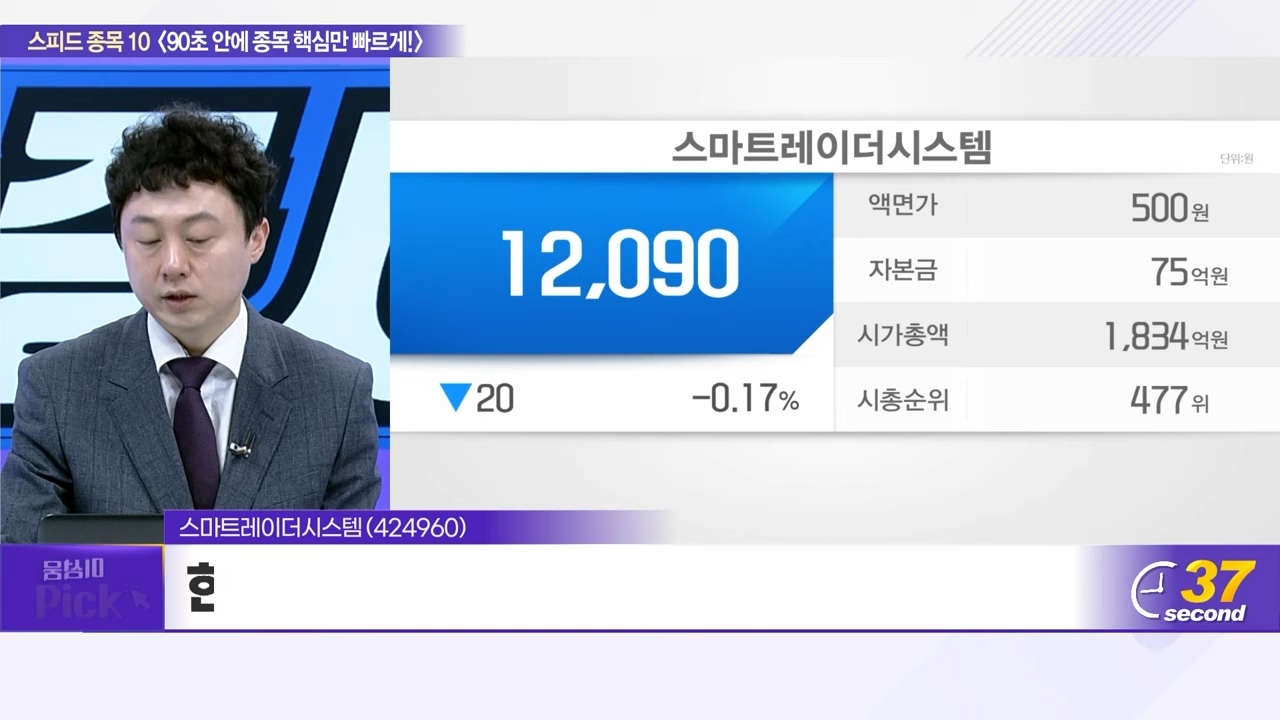 스피드 종목 10 〈90초 안에 종목 핵심만 빠르게!〉
스마트레이더시스템
단위:원
12,090
▼20 -0.17%
액면가 500원
자본금 75억원
시가총액 1,834억원
시총순위 477위
스마트레이더시스템(424960)
Pick
37
second